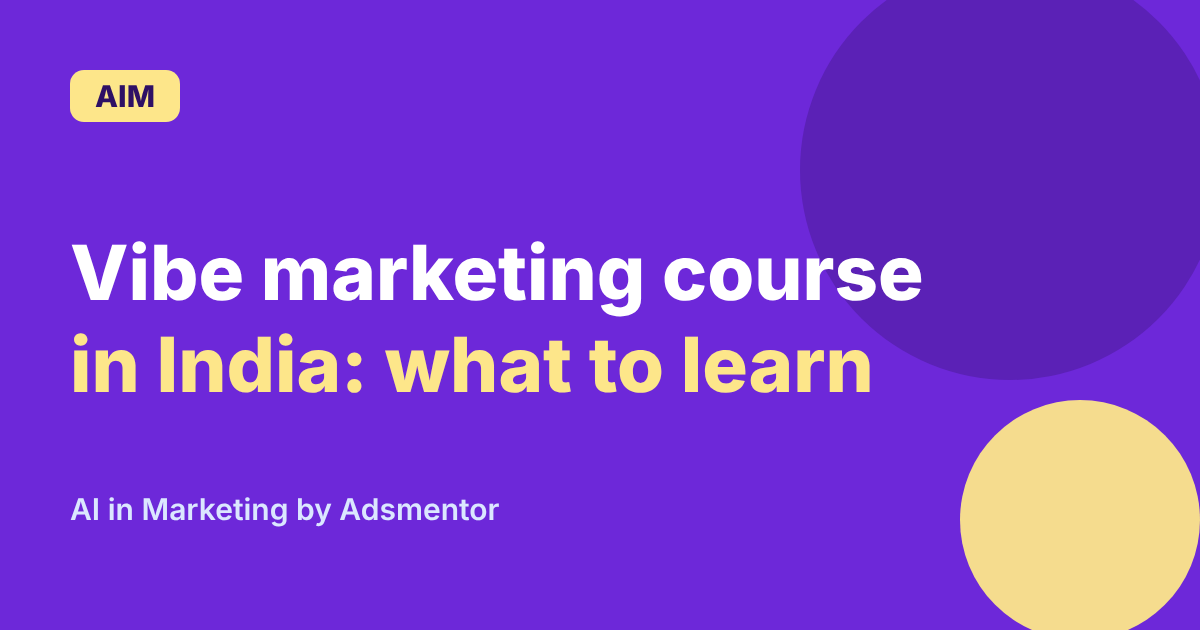 AIM
Vibe marketing course
in India: what to learn
AI in Marketing by Adsmentor